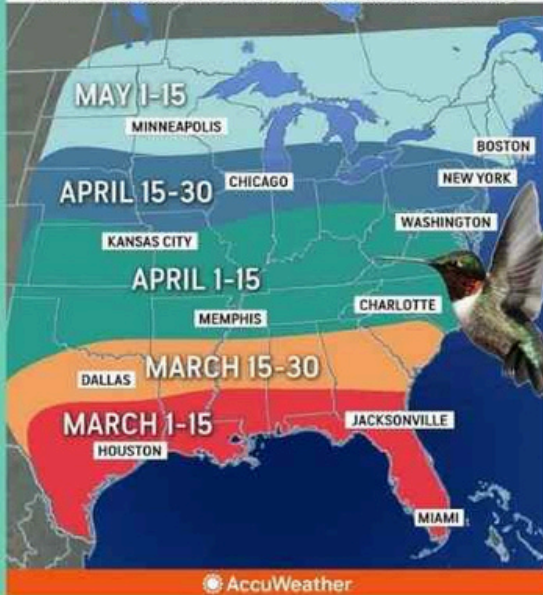 MAY 1-15
MINNEAPOLIS
BOSTON
APRIL 15-30
CHICAGO
NEW YORK
WASHINGTON
KANSAS CITY
APRIL 1-15
CHARLOTTE
MEMPHIS
MARCH 15-30
DALLAS
MARCH 1-15
JACKSONVILLE
HOUSTON
MIAMI
AccuWeather